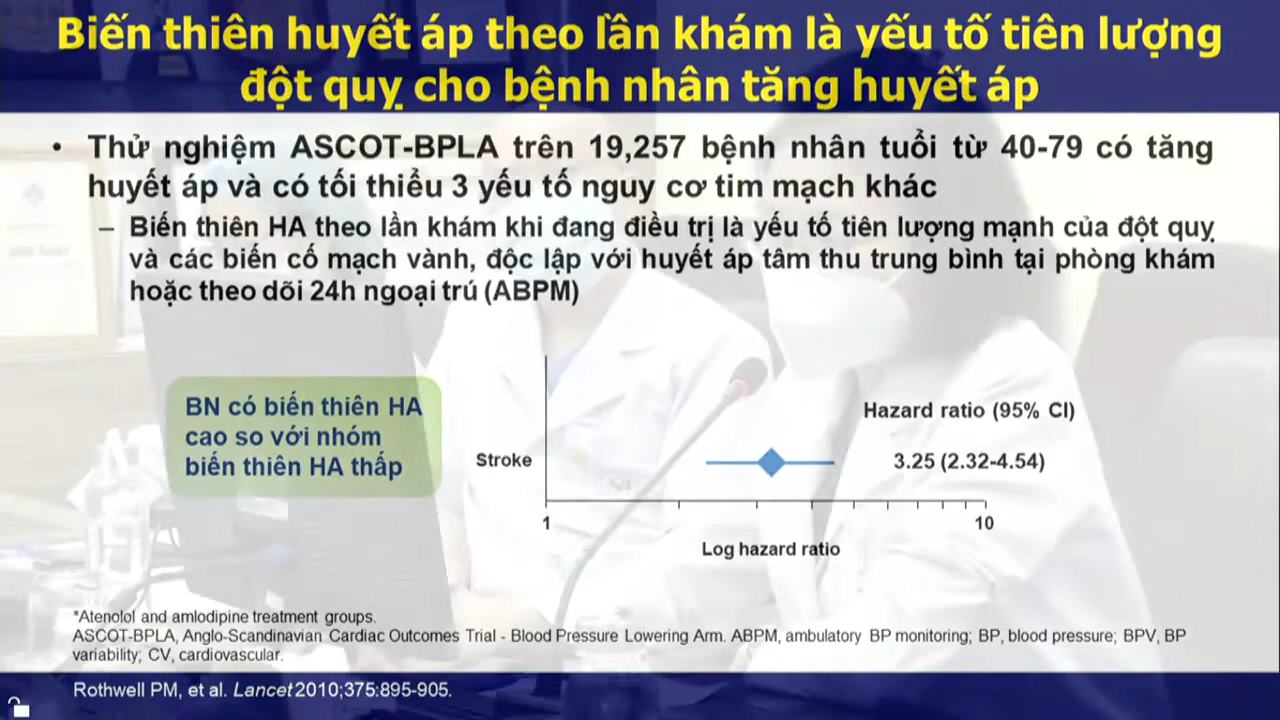 Biến thiên huyết áp theo lần khám là yếu tố tiên lượng
đột quỵ cho bệnh nhân tăng huyết áp
• Thử nghiệm ASCOT-BPLA trên 19,257 bệnh nhân tuổi từ 40-79 có tăng
huyết áp và có tối thiểu 3 yếu tố nguy cơ tim mạch khác
– Biến thiên HA theo lần khám khi đang điều trị là yếu tố tiên lượng mạnh của đột quỵ
và các biến cố mạch vành, độc lập với huyết áp tâm thu trung bình tại phòng khám
hoặc theo dõi 24h ngoại trú (ABPM)
BN có biến thiên HA
cao so với nhóm
biến thiên HA thấp
Hazard ratio (95% CI)
Stroke
3.25 (2.32-4.54)
1
10
Log hazard ratio
*Atenolol and amlodipine treatment groups.
ASCOT-BPLA, Anglo-Scandinavian Cardiac Outcomes Trial - Blood Pressure Lowering Arm. ABPM, ambulatory BP monitoring; BP, blood pressure; BPV, BP
variability; CV, cardiovascular.
Rothwell PM, et al. Lancet 2010;375:895-905.